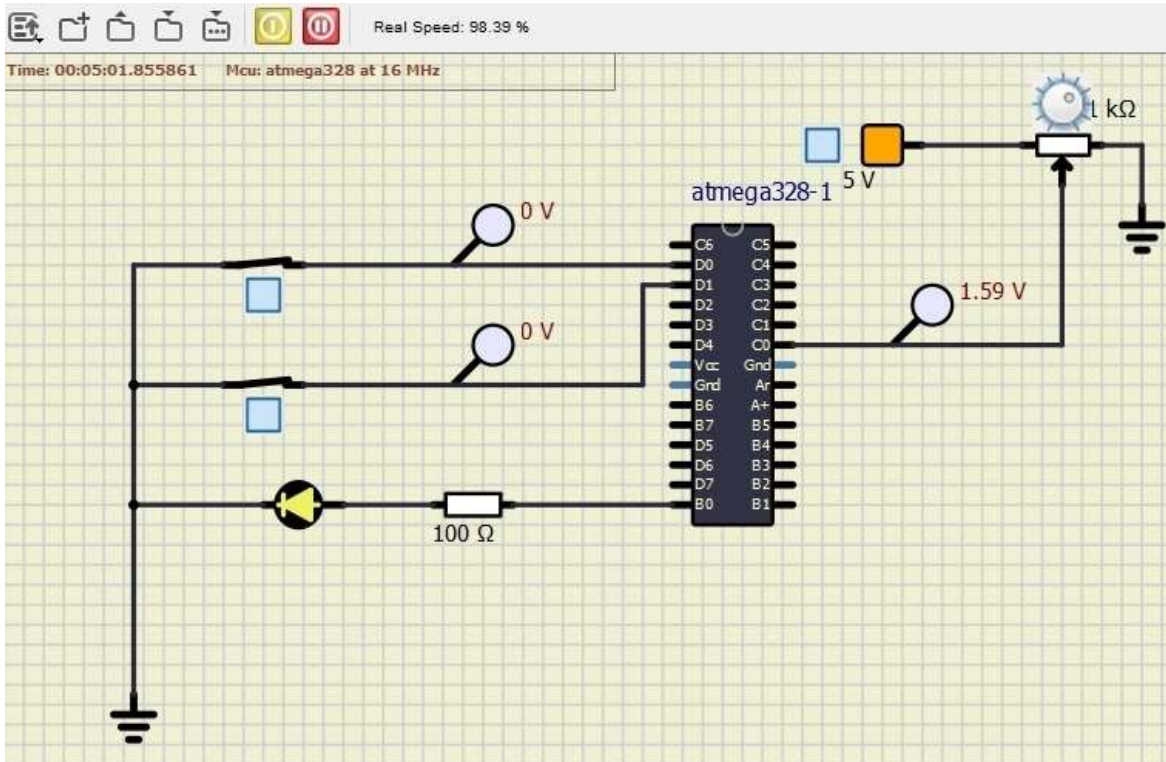 Real Speed: 98.39 %
Time: 00:05:01.855861 Mcu: atmega328 at 16 MHz
1 kΩ
5 V
atmega328-1
0 V
C6 C5
D0 C4
D1 C3
D2 C2
1.59 V
D3 C1
0 V
D4 C0
Vcc Gnd
Gnd Ar
B6 A+
B7 B5
D5 B4
D6 B3
D7 B2
B0 B1
100 Ω